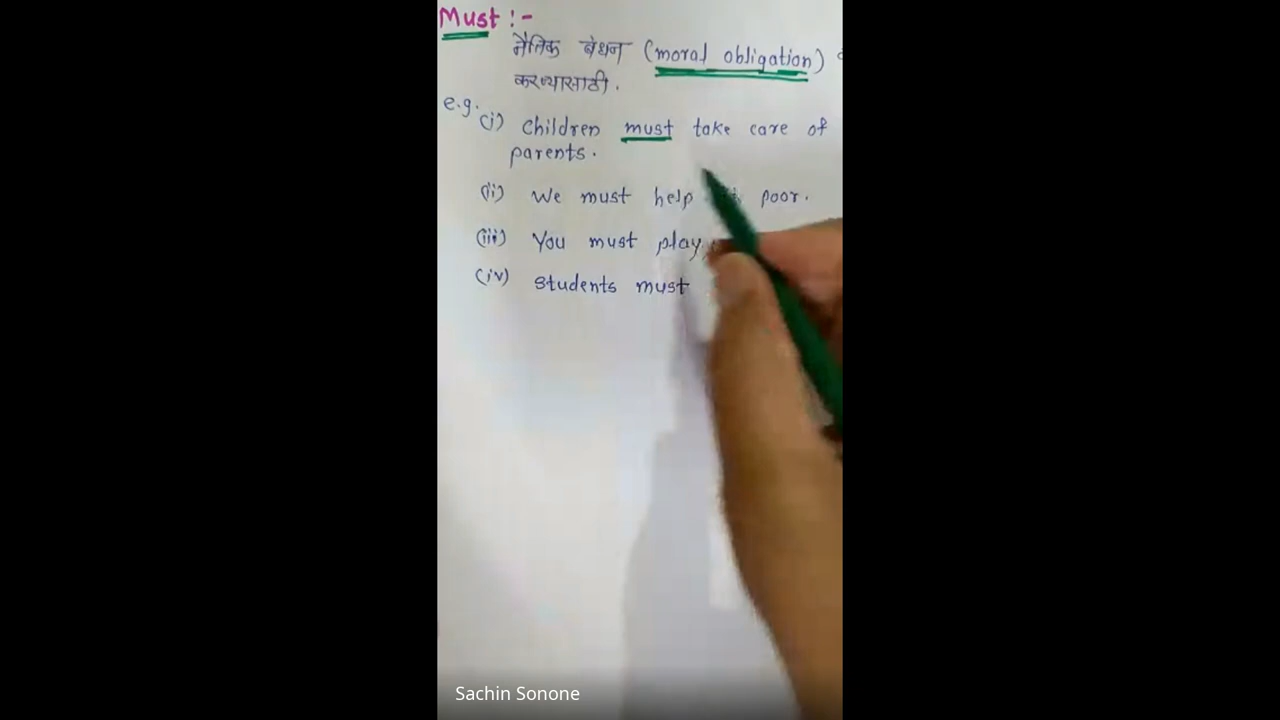 Must :-
नैतिक बंधन (moral obligation)
करण्यासाठी.
e.g. (i) Children must take care of
parents.
(ii) We must help poor.
(iii) You must play
(iv) Students must
Sachin Sonone